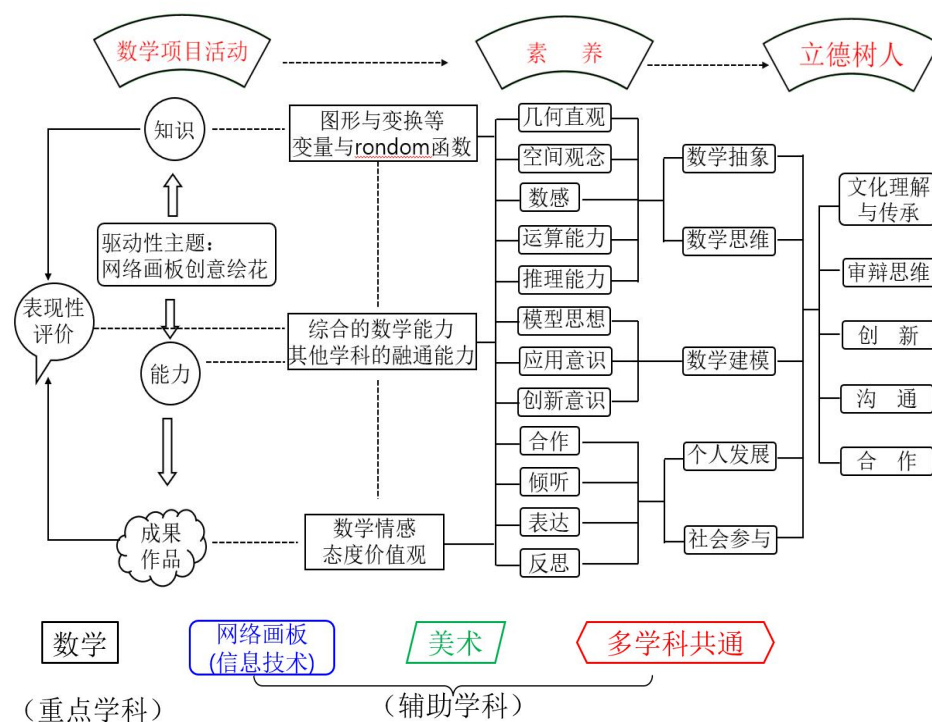 数学项目活动
素 养
立德树人
知识
图形与变换等
变量与rondom函数
驱动性主题：
网络画板创意绘花
表现性
评价
能力
综合的数学能力
其他学科的融通能力
成果
作品
数学情感
态度价值观
几何直观
空间观念
数感
运算能力
推理能力
模型思想
应用意识
创新意识
合作
倾听
表达
反思
数学抽象
数学思维
数学建模
个人发展
社会参与
文化理解
与传承
审辩思维
创 新
沟 通
合 作
数学
网络画板
(信息技术)
美术
多学科共通
（重点学科）
（辅助学科）